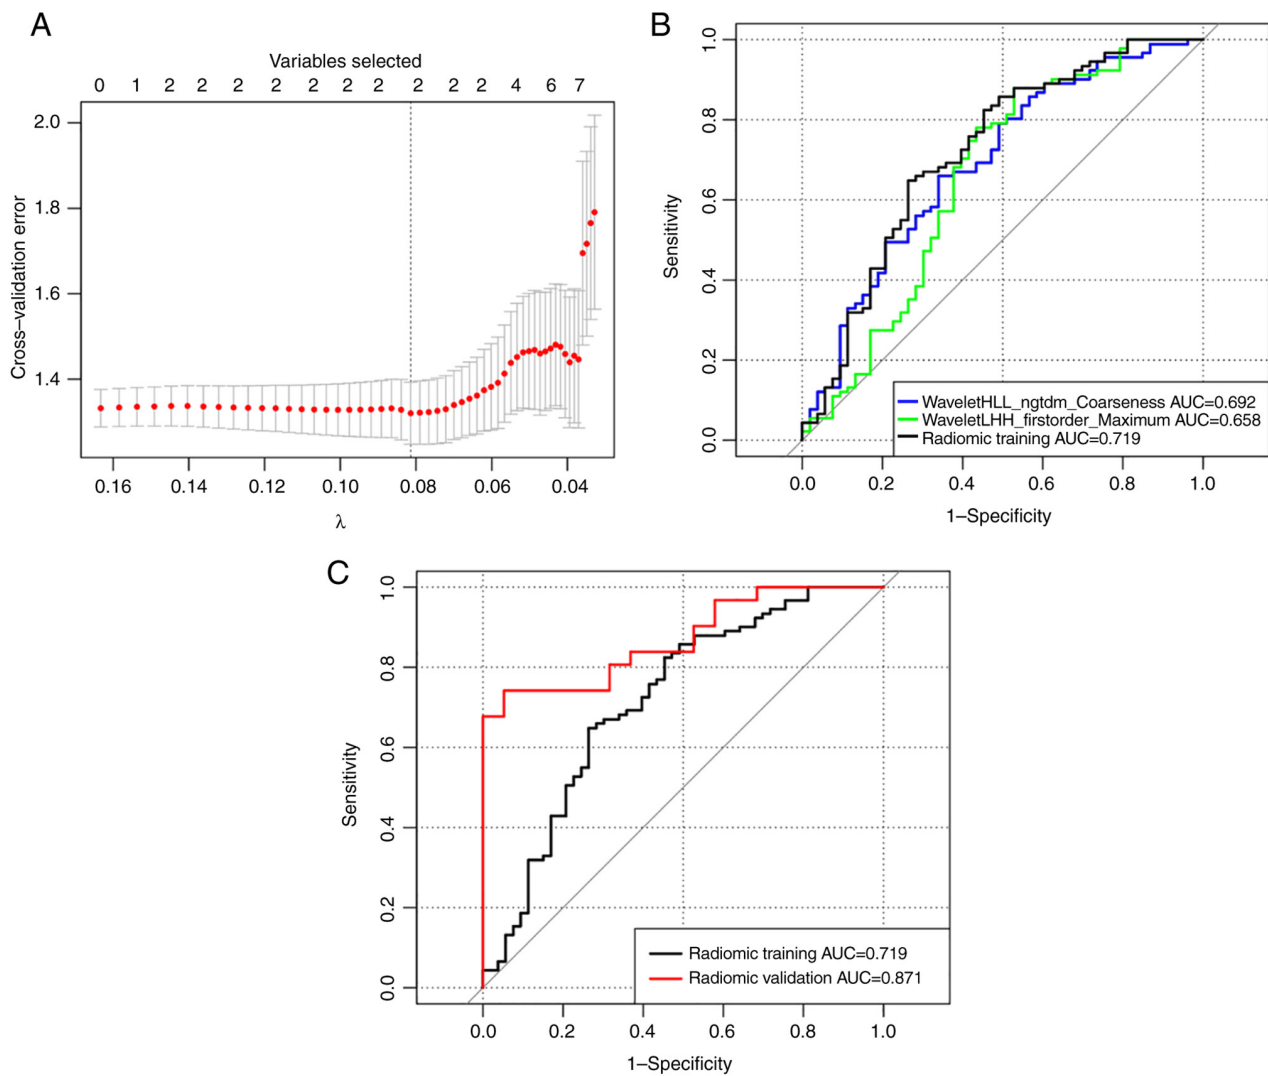 A
Variables selected
0 1 2 2 2 2 2 2 2 2 2 2 4 6 7
2.0
1.8
1.6
1.4
Cross–validation error
0.16 0.14 0.12 0.10 0.08 0.06 0.04
λ
B
1.0
0.8
0.6
0.4
0.2
0.0
Sensitivity
WaveletHLL_ngtdm_Coarseness AUC=0.692
WaveletLHH_firstorder_Maximum AUC=0.658
Radiomic training AUC=0.719
0.0 0.2 0.4 0.6 0.8 1.0
1–Specificity
C
1.0
0.8
0.6
0.4
0.2
0.0
Sensitivity
Radiomic training AUC=0.719
Radiomic validation AUC=0.871
0.0 0.2 0.4 0.6 0.8 1.0
1–Specificity